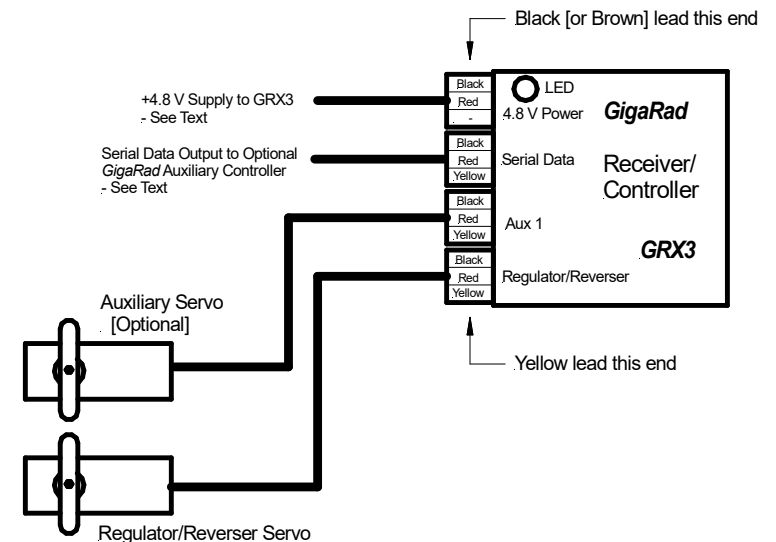 Black [or Brown] lead this end
+4.8 V Supply to GRX3
- See Text
Serial Data Output to Optional
GigaRad Auxiliary Controller
- See Text
Black
Red
-
Black
Red
Yellow
Black
Red
Yellow
Black
Red
Yellow
LED
4.8 V Power
GigaRad
Serial Data
Receiver/
Controller
Aux 1
GRX3
Regulator/Reverser
Auxiliary Servo
[Optional]
Yellow lead this end
Regulator/Reverser Servo